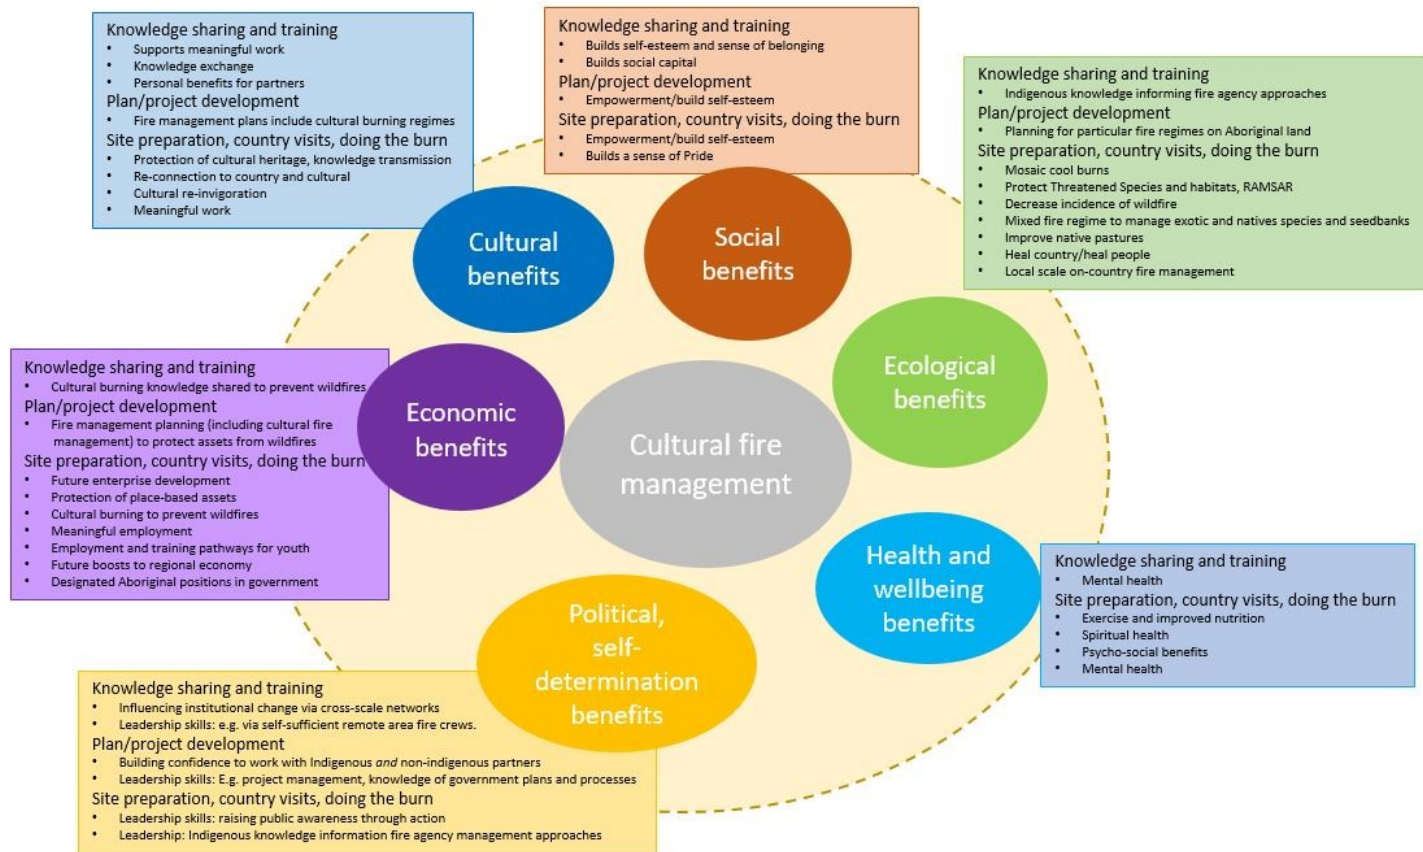 Knowledge sharing and training
• Supports meaningful work
• Knowledge exchange
• Personal benefits for partners
Plan/project development
• Fire management plans include cultural burning regimes
Site preparation, country visits, doing the burn
• Protection of cultural heritage, knowledge transmission
• Re-connection to country and cultural
• Cultural re-invigoration
• Meaningful work
Knowledge sharing and training
• Builds self-esteem and sense of belonging
• Builds social capital
Plan/project development
• Empowerment/build self-esteem
Site preparation, country visits, doing the burn
• Empowerment/build self-esteem
• Builds a sense of Pride
Knowledge sharing and training
• Indigenous knowledge informing fire agency approaches
Plan/project development
• Planning for particular fire regimes on Aboriginal land
Site preparation, country visits, doing the burn
• Mosaic cool burns
• Protect Threatened Species and habitats, RAMSAR
• Decrease incidence of wildfire
• Mixed fire regime to manage exotic and natives species and seedbanks
• Improve native pastures
• Heal country/heal people
• Local scale on-country fire management
Cultural
benefits
Social
benefits
Ecological
benefits
Knowledge sharing and training
• Cultural burning knowledge shared to prevent wildfires
Plan/project development
• Fire management planning (including cultural fire
management) to protect assets from wildfires
Site preparation, country visits, doing the burn
• Future enterprise development
• Protection of place-based assets
• Cultural burning to prevent wildfires
• Meaningful employment
• Employment and training pathways for youth
• Future boosts to regional economy
• Designated Aboriginal positions in government
Economic
benefits
Cultural fire
management
Health and
wellbeing
benefits
Knowledge sharing and training
• Mental health
Site preparation, country visits, doing the burn
• Exercise and improved nutrition
• Spiritual health
• Psycho-social benefits
• Mental health
Political,
self-
determination
benefits
Knowledge sharing and training
• Influencing institutional change via cross-scale networks
• Leadership skills: e.g. via self-sufficient remote area fire crews.
Plan/project development
• Building confidence to work with Indigenous and non-indigenous partners
• Leadership skills: E.g. project management, knowledge of government plans and processes
Site preparation, country visits, doing the burn
• Leadership skills: raising public awareness through action
• Leadership: Indigenous knowledge information fire agency management approaches